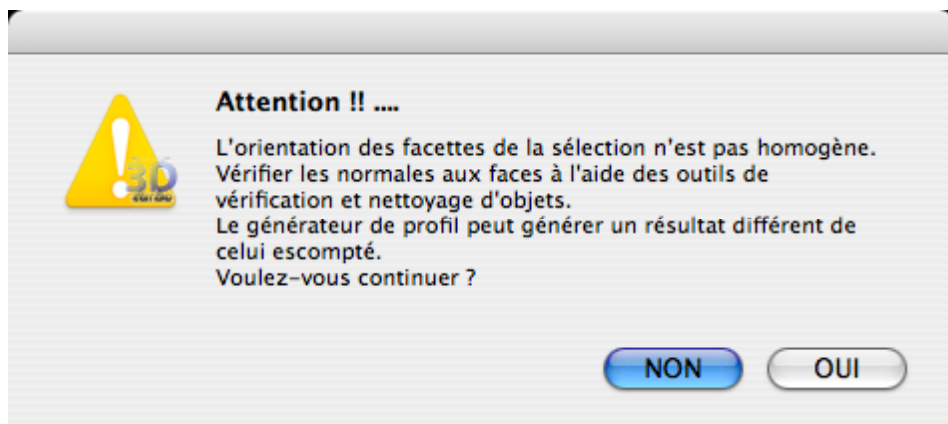 Attention !! ....
L'orientation des facettes de la sélection n'est pas homogène.
Vérifier les normales aux faces à l'aide des outils de
vérification et nettoyage d'objets.
Le générateur de profil peut générer un résultat différent de
celui escompté.
Voulez-vous continuer ?
3D
NON
OUI